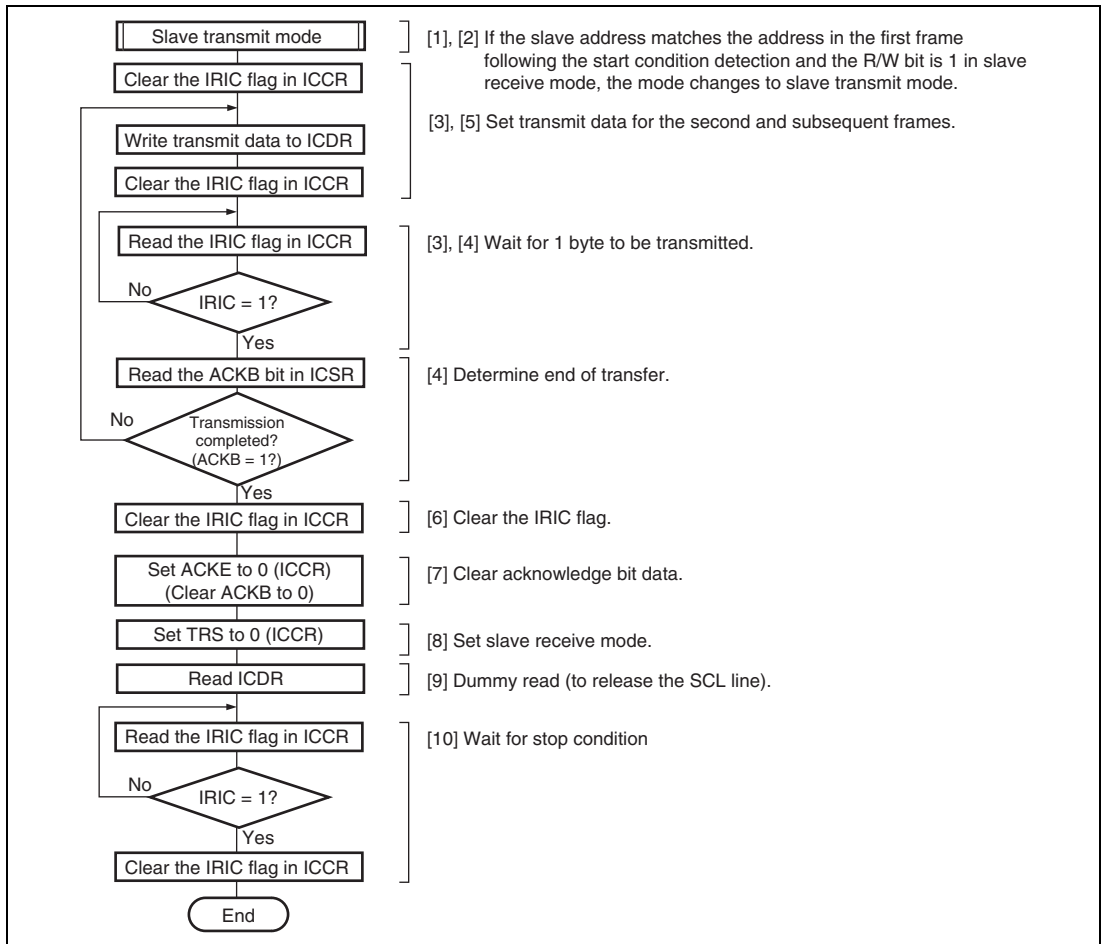 Slave transmit mode
[1], [2] If the slave address matches the address in the first frame
following the start condition detection and the R/W bit is 1 in slave
receive mode, the mode changes to slave transmit mode.
Clear the IRIC flag in ICCR
[3], [5] Set transmit data for the second and subsequent frames.
Write transmit data to ICDR
Clear the IRIC flag in ICCR
Read the IRIC flag in ICCR
[3], [4] Wait for 1 byte to be transmitted.
No
IRIC = 1?
Yes
Read the ACKB bit in ICSR
[4] Determine end of transfer.
No
Transmission
completed?
(ACKB = 1?)
Yes
Clear the IRIC flag in ICCR
[6] Clear the IRIC flag.
Set ACKE to 0 (ICCR)
(Clear ACKB to 0)
[7] Clear acknowledge bit data.
Set TRS to 0 (ICCR)
[8] Set slave receive mode.
Read ICDR
[9] Dummy read (to release the SCL line).
Read the IRIC flag in ICCR
[10] Wait for stop condition
No
IRIC = 1?
Yes
Clear the IRIC flag in ICCR
End